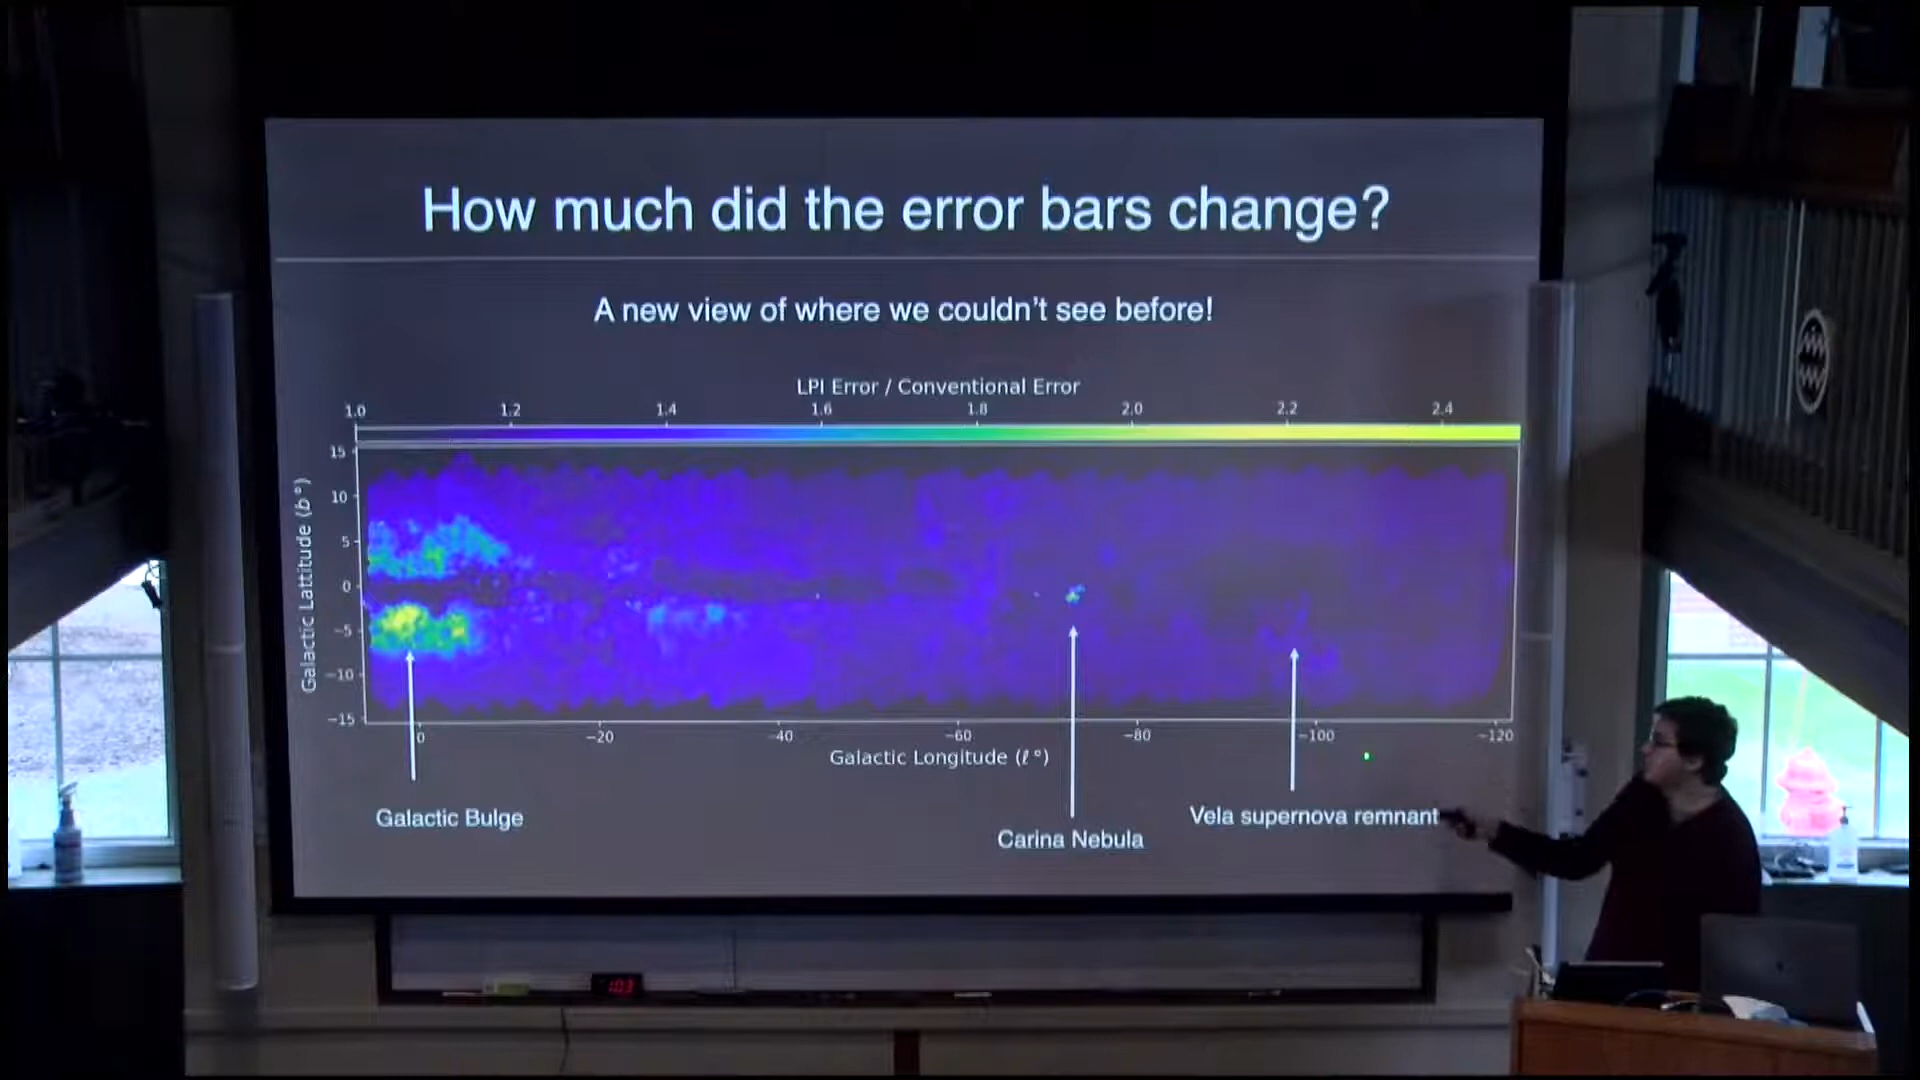 How much did the error bars change?
A new view of where we couldn't see before!
LPI Error / Conventional Error
1.0 1.2 1.4 1.6 1.8 2.0 2.2 2.4
Galactic Lattitude (b°)
15
10
5
0
−5
−10
−15
0 −20 −40 −60 −80 −100 −120
Galactic Longitude (ℓ°)
Galactic Bulge
Carina Nebula
Vela supernova remnant
103